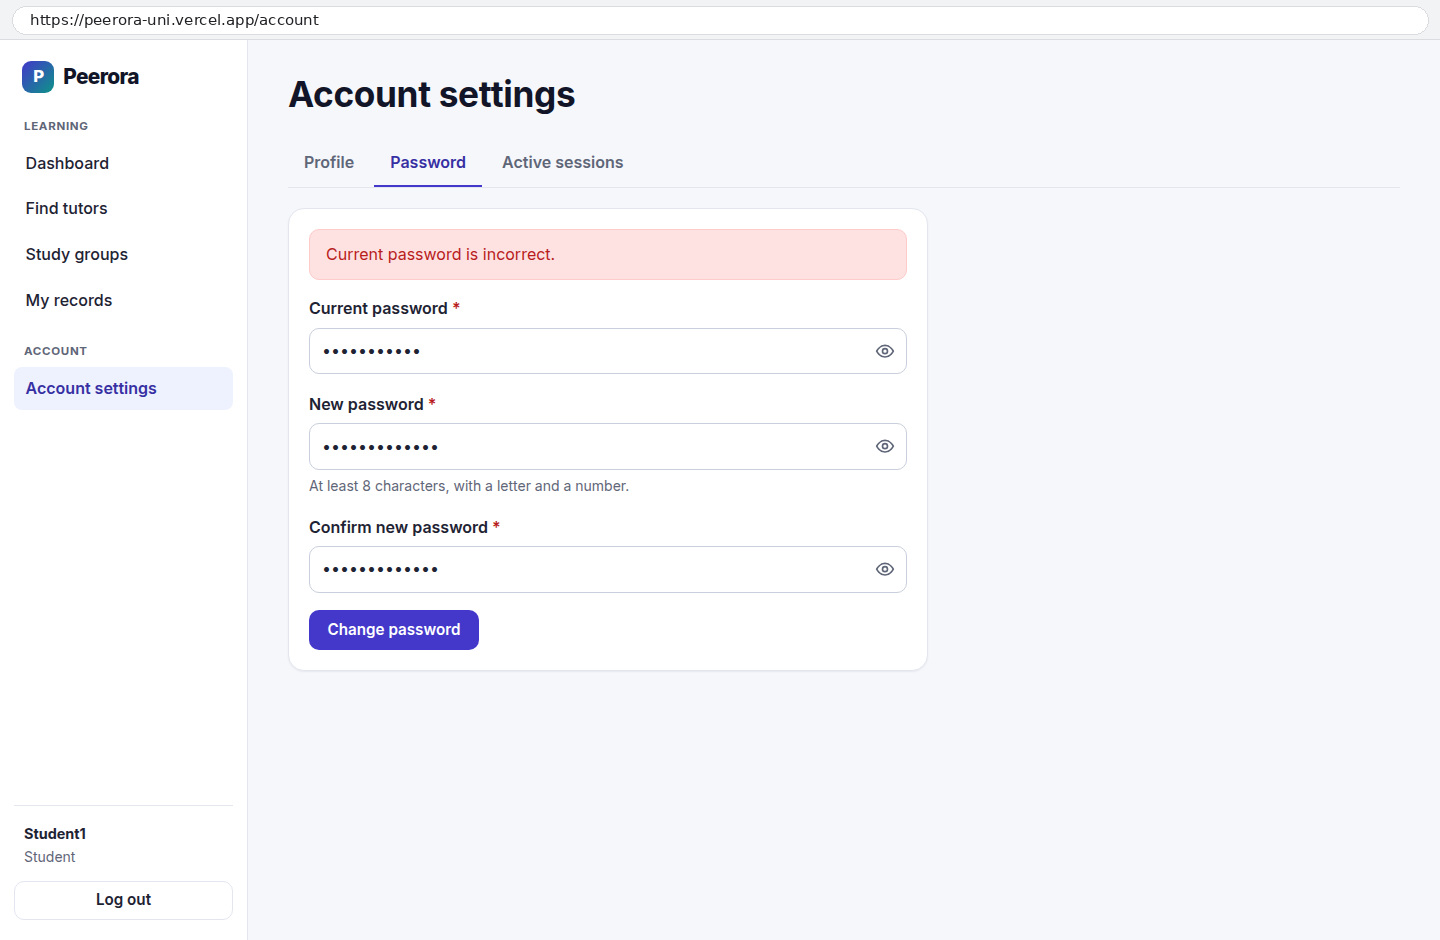 https://peerora-uni.vercel.app/account
P Peerora
LEARNING
Dashboard
Find tutors
Study groups
My records
ACCOUNT
Account settings
Student1
Student
Log out
Account settings
Profile Password Active sessions
Current password is incorrect.
Current password *
•••••••••••
New password *
•••••••••••••
At least 8 characters, with a letter and a number.
Confirm new password *
•••••••••••••
Change password